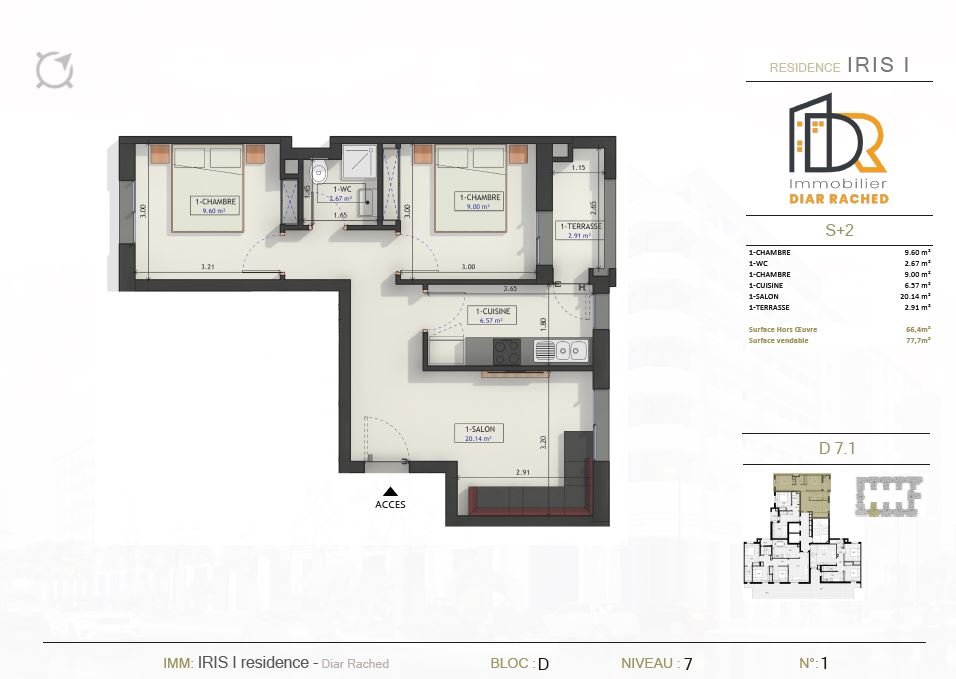 RESIDENCE IRIS I
DR
Immobilier
DIAR RACHED
S+2
1-CHAMBRE 9.60 m²
1-WC 2.67 m²
1-CHAMBRE 9.00 m²
1-CUISINE 6.57 m²
1-SALON 20.14 m²
1-TERRASSE 2.91 m²
Surface Hors Œuvre 66,4m²
Surface vendable 77,7m²
D 7.1
1-CHAMBRE
9.60 m²
3.00
3.21
1-WC
2.67 m²
1.65
1.65
1-CHAMBRE
9.00 m²
3.00
3.00
1.15
2.65
1-TERRASSE
2.91 m²
H
3.65
1-CUISINE
6.57 m²
1.80
1-SALON
20.14 m²
3.20
2.91
ACCES
IMM: IRIS I residence - Diar Rached
BLOC : D
NIVEAU : 7
N°: 1